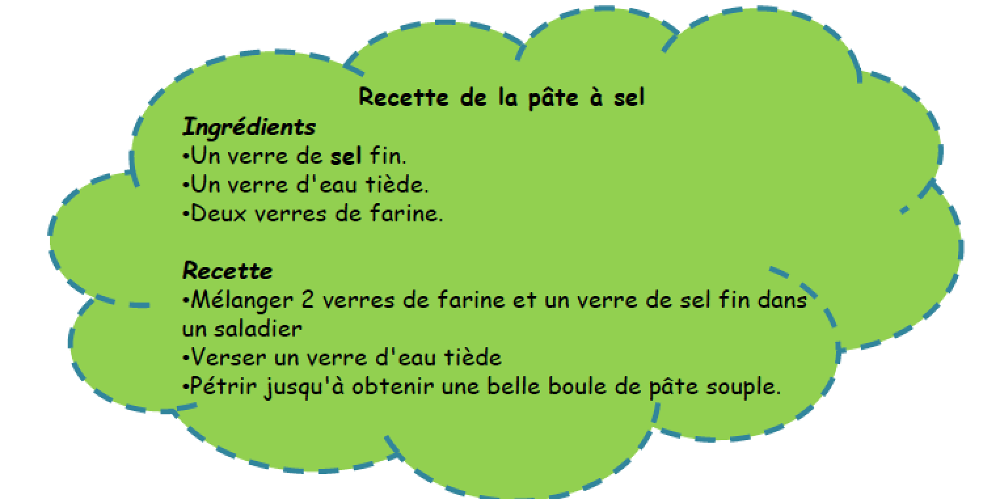 Recette de la pâte à sel
Ingrédients
•Un verre de sel fin.
•Un verre d'eau tiède.
•Deux verres de farine.
Recette
•Mélanger 2 verres de farine et un verre de sel fin dans
un saladier
•Verser un verre d'eau tiède
•Pétrir jusqu'à obtenir une belle boule de pâte souple.